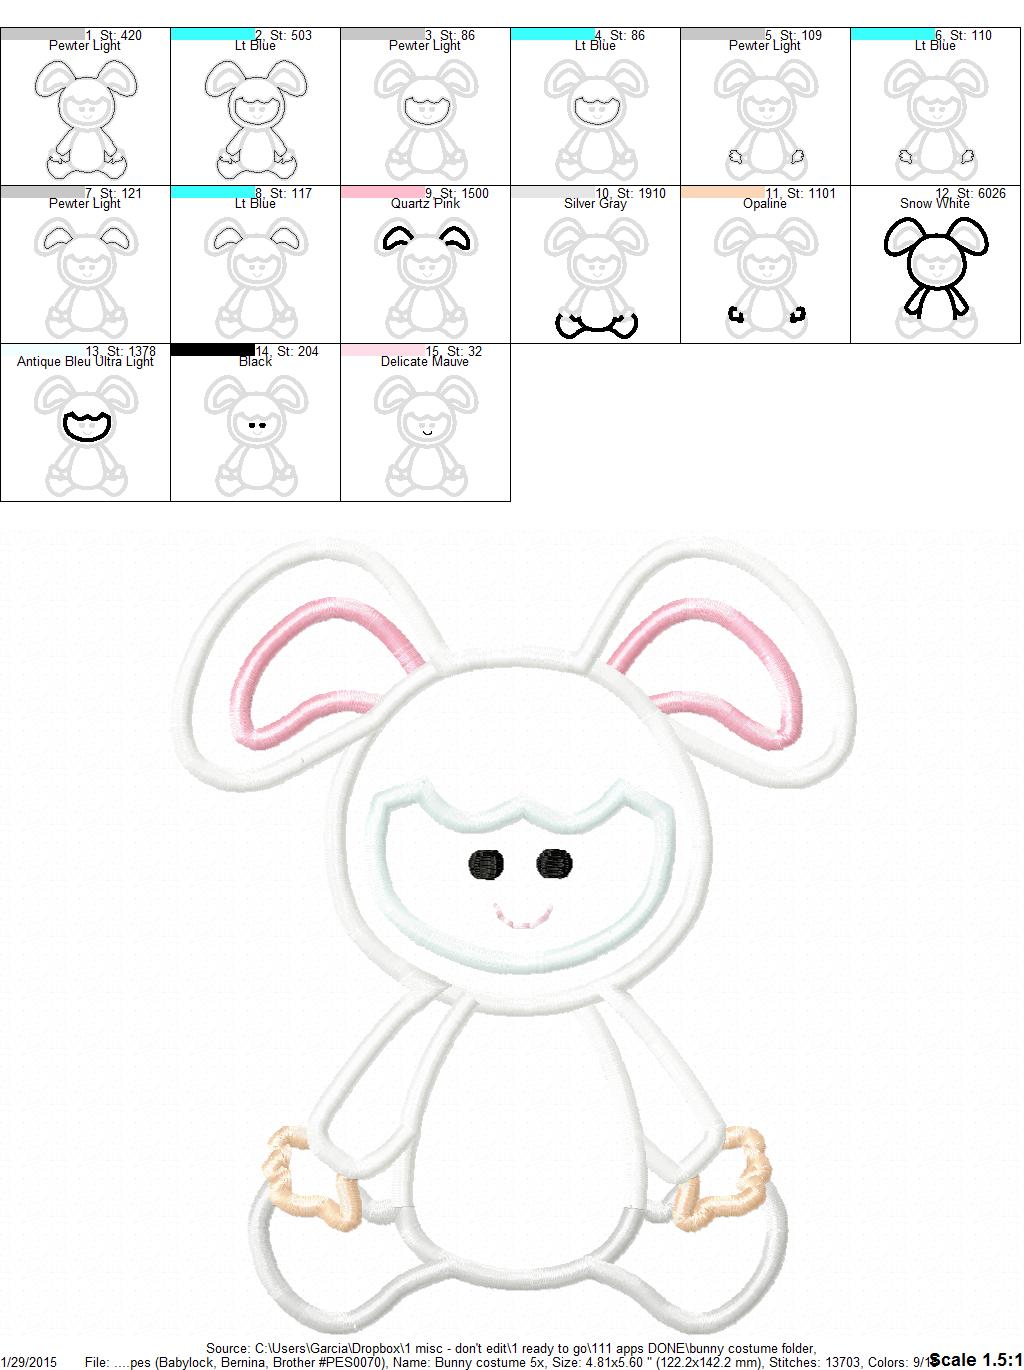 1, St: 420
Pewter Light
2, St: 503
Lt Blue
3, St: 86
Pewter Light
4, St: 86
Lt Blue
5, St: 109
Pewter Light
6, St: 110
Lt Blue
7, St: 121
Pewter Light
8, St: 117
Lt Blue
9, St: 1500
Quartz Pink
10, St: 1910
Silver Gray
11, St: 1101
Opaline
12, St: 6026
Snow White
13, St: 1378
Antique Bleu Ultra Light
14, St: 204
Black
15, St: 32
Delicate Mauve
Source: C:\Users\Garcia\Dropbox\1 misc - don't edit\1 ready to go\111 apps DONE\bunny costume folder,
1/29/2015 File: ....pes (Babylock, Bernina, Brother #PES0070), Name: Bunny costume 5x, Size: 4.81x5.60 " (122.2x142.2 mm), Stitches: 13703, Colors: 9/1 Scale 1.5:1